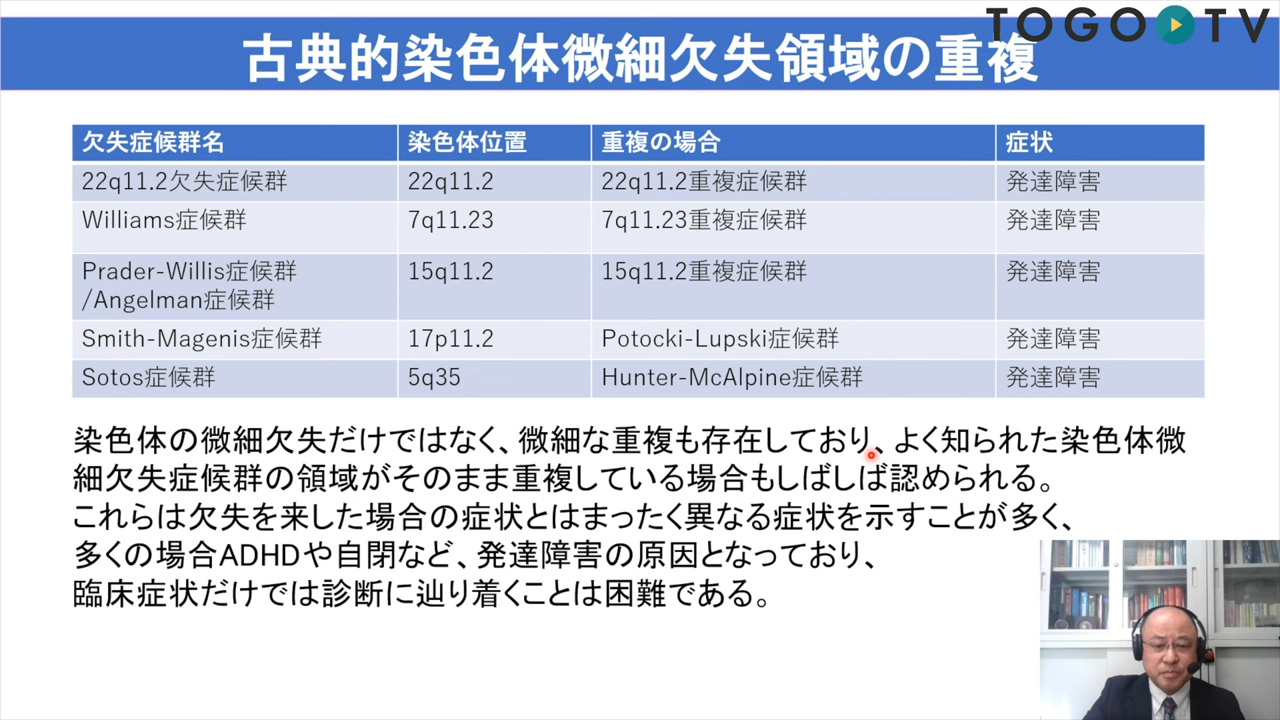 TOGO TV
古典的染色体微細欠失領域の重複
欠失症候群名 染色体位置 重複の場合 症状
22q11.2欠失症候群 22q11.2 22q11.2重複症候群 発達障害
Williams症候群 7q11.23 7q11.23重複症候群 発達障害
Prader-Willis症候群 15q11.2 15q11.2重複症候群 発達障害
/Angelman症候群
Smith-Magenis症候群 17p11.2 Potocki-Lupski症候群 発達障害
Sotos症候群 5q35 Hunter-McAlpine症候群 発達障害
染色体の微細欠失だけではなく、微細な重複も存在しており、よく知られた染色体微
細欠失症候群の領域がそのまま重複している場合もしばしば認められる。
これらは欠失を来した場合の症状とはまったく異なる症状を示すことが多く、
多くの場合ADHDや自閉など、発達障害の原因となっており、
臨床症状だけでは診断に辿り着くことは困難である。